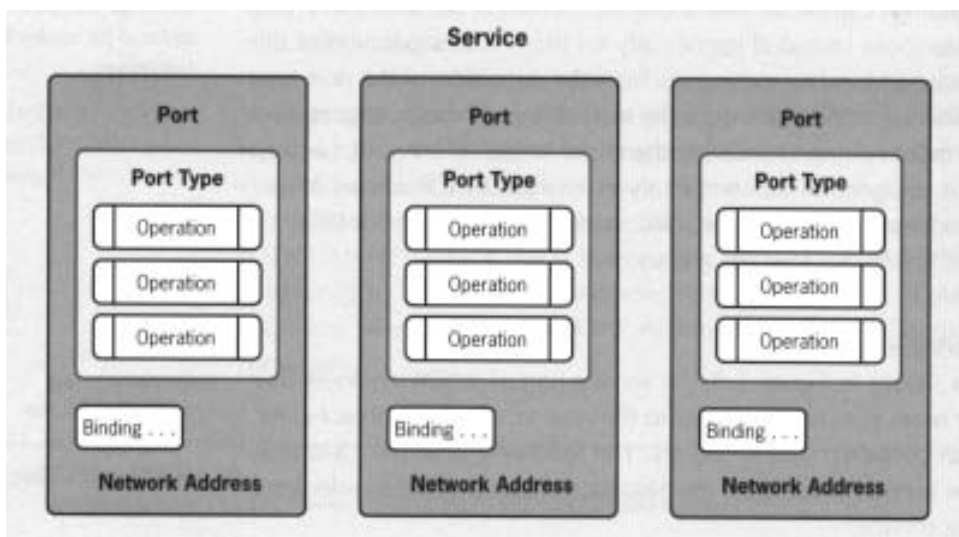 Service
Port
Port Type
Operation
Operation
Operation
Binding . . .
Network Address
Port
Port Type
Operation
Operation
Operation
Binding . . .
Network Address
Port
Port Type
Operation
Operation
Operation
Binding . . .
Network Address